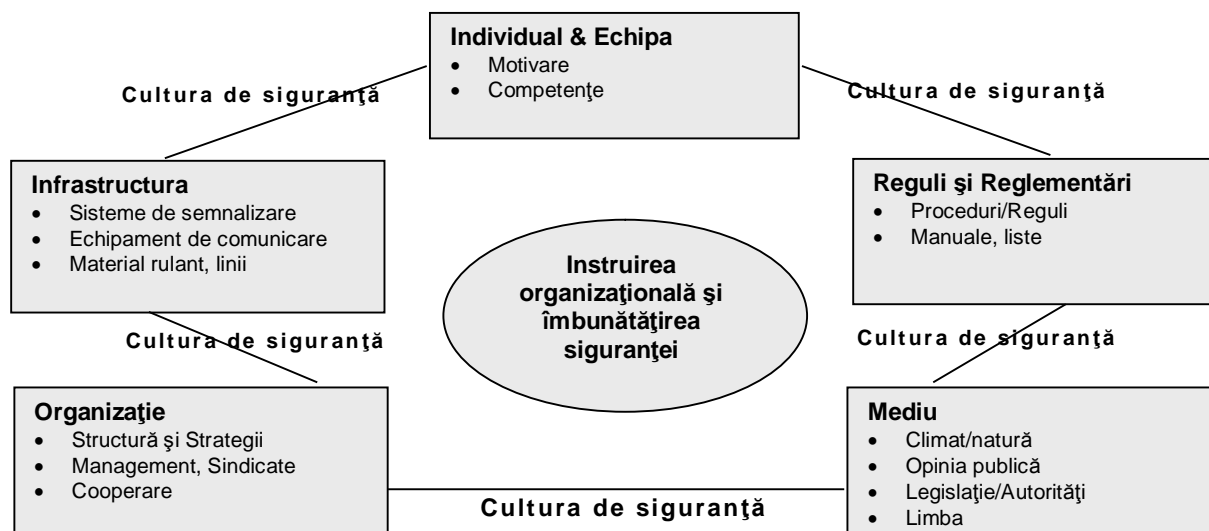 Individual & Echipa
• Motivare
• Competenţe
Cultura de siguranţă
Cultura de siguranţă
Infrastructura
• Sisteme de semnalizare
• Echipament de comunicare
• Material rulant, linii
Reguli şi Reglementări
• Proceduri/Reguli
• Manuale, liste
Instruirea
organizaţională şi
îmbunătăţirea
siguranţei
Cultura de siguranţă
Cultura de siguranţă
Organizaţie
• Structură şi Strategii
• Management, Sindicate
• Cooperare
Mediu
• Climat/natură
• Opinia publică
• Legislaţie/Autorităţi
• Limba
Cultura de siguranţă